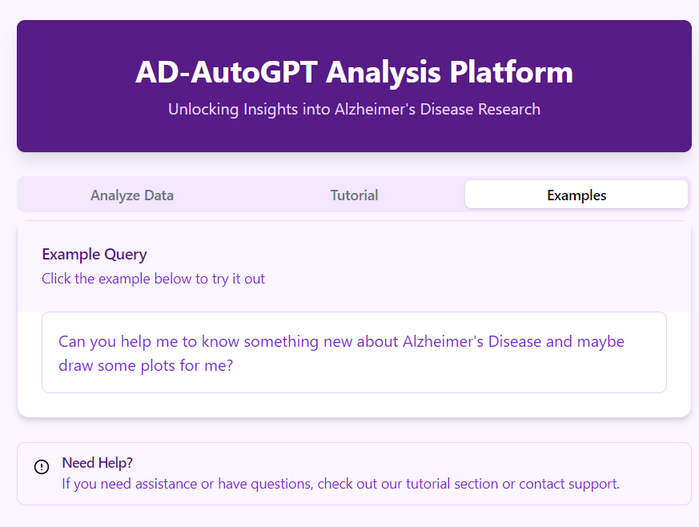 AD-AutoGPT Analysis Platform
Unlocking Insights into Alzheimer's Disease Research
Analyze Data
Tutorial
Examples
Example Query
Click the example below to try it out
Can you help me to know something new about Alzheimer's Disease and maybe
draw some plots for me?
Need Help?
If you need assistance or have questions, check out our tutorial section or contact support.